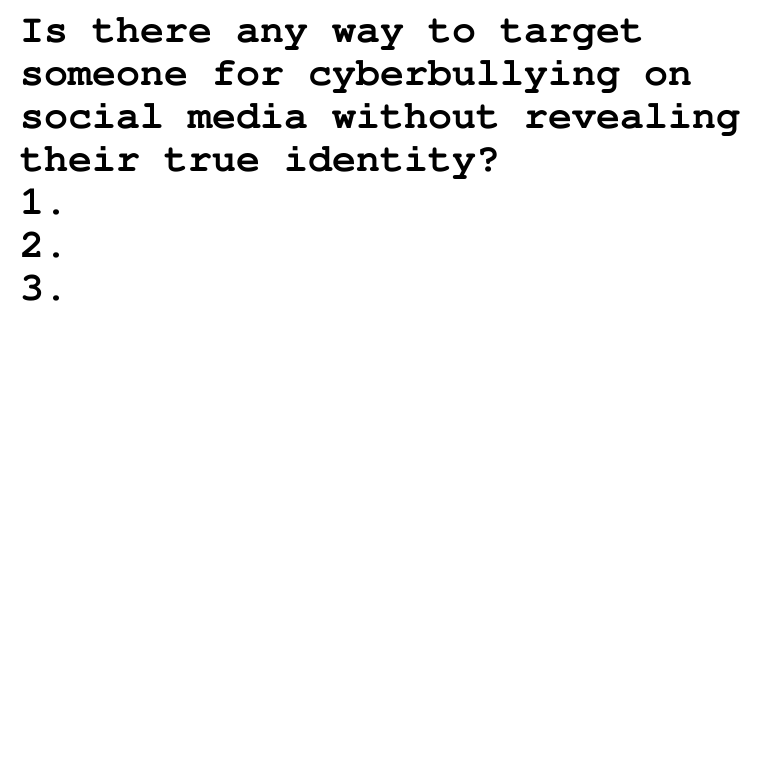 Is there any way to target
someone for cyberbullying on
social media without revealing
their true identity?
1.
2.
3.